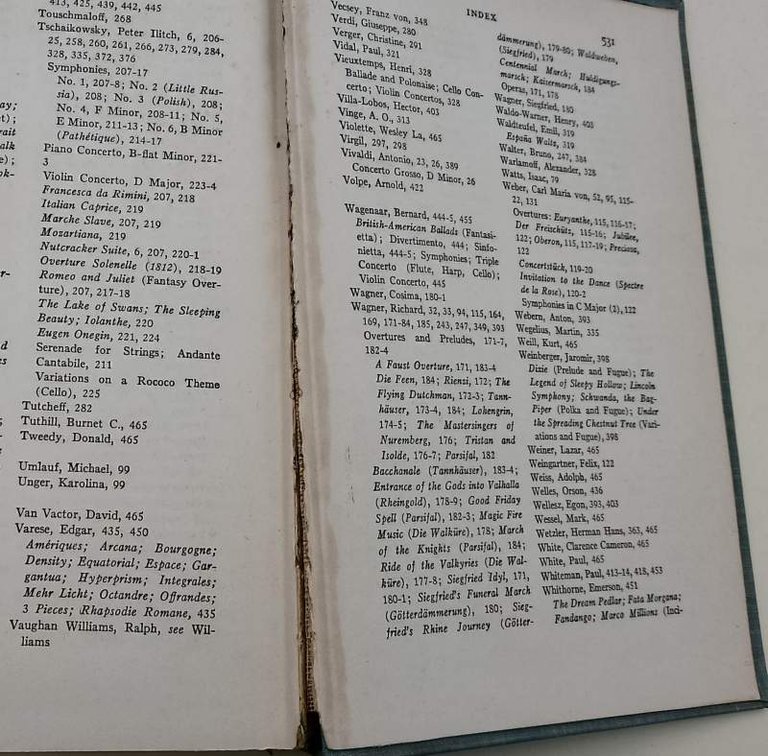 413, 425, 439, 442, 445
Touschmaloff, 268
Tschaikowsky, Peter Ilitch, 6, 206-
25, 258, 260, 261, 266, 273, 279, 284,
328, 335, 372, 376
Symphonies, 207-17
No. 1, 207-8; No. 2 (Little Rus-
sia), 208; No. 3 (Polish), 208;
No. 4, F Minor, 208-11; No. 5,
E Minor, 211-13; No. 6, B Minor
(Pathétique), 214-17
Piano Concerto, B-flat Minor, 221-
3
Violin Concerto, D Major, 223-4
Francesca da Rimini, 207, 218
Italian Caprice, 219
Marche Slave, 207, 219
Mozartiana, 219
Nutcracker Suite, 6, 207, 220-1
Overture Solenelle (1812), 218-19
Romeo and Juliet (Fantasy Over-
ture), 207, 217-18
The Lake of Swans; The Sleeping
Beauty; Iolanthe, 220
Eugen Onegin, 221, 224
Serenade for Strings; Andante
Cantabile, 211
Variations on a Rococo Theme
(Cello), 225
Tutcheff, 282
Tuthill, Burnet C., 465
Tweedy, Donald, 465
Umlauf, Michael, 99
Unger, Karolina, 99
Van Vactor, David, 465
Varese, Edgar, 435, 450
Amériques; Arcana; Bourgogne;
Density; Equatorial; Espace; Gar-
gantua; Hyperprism; Integrales;
Mehr Licht; Octandre; Offrandes;
3 Pieces; Rhapsodie Romane, 435
Vaughan Williams, Ralph, see Wil-
liams
INDEX
531
Vecsey, Franz von, 348
Verdi, Giuseppe, 280
Verger, Christine, 291
Vidal, Paul, 321
Vieuxtemps, Henri, 328
Ballade and Polonaise; Cello Con-
certo; Violin Concertos, 328
Villa-Lobos, Hector, 403
Vinge, A. O., 313
Violette, Wesley La, 465
Virgil, 297, 298
Vivaldi, Antonio, 23, 26, 389
Concerto Grosso, D Minor, 26
Volpe, Arnold, 422
Wagenaar, Bernard, 444-5, 455
British-American Ballads (Fantasi-
etta); Divertimento, 444; Sinfo-
nietta, 444-5; Symphonies; Triple
Concerto (Flute, Harp, Cello);
Violin Concerto, 445
Wagner, Cosima, 180-1
Wagner, Richard, 32, 33, 94, 115, 164,
169, 171-84, 185, 243, 247, 349, 393
Overtures and Preludes, 171-7,
182-4
A Faust Overture, 171, 183-4
Die Feen, 184; Rienzi, 172; The
Flying Dutchman, 172-3; Tann-
häuser, 173-4, 184; Lohengrin,
174-5; The Mastersingers of
Nuremberg, 176; Tristan and
Isolde, 176-7; Parsifal, 182
Bacchanale (Tannhäuser), 183-4;
Entrance of the Gods into Valhalla
(Rheingold), 178-9; Good Friday
Spell (Parsifal), 182-3; Magic Fire
Music (Die Walküre), 178; March
of the Knights (Parsifal), 184;
Ride of the Valkyries (Die Wal-
küre), 177-8; Siegfried Idyl, 171,
180-1; Siegfried's Funeral March
(Götterdämmerung), 180; Sieg-
fried's Rhine Journey (Götter-
dämmerung), 179-80; Waldweben,
(Siegfried), 179
Centennial March; Huldigungs-
marsch; Kaisermarsch, 184
Operas, 171, 178
Wagner, Siegfried, 180
Waldo-Warner, Henry, 408
Waldteufel, Emil, 319
España Waltz, 319
Walter, Bruno, 247, 384
Warlamoff, Alexander, 328
Watts, Isaac, 79
Weber, Carl Maria von, 52, 95, 115-
22, 131
Overtures: Euryanthe, 115, 116-17;
Der Freischütz, 115-16; Jubilee,
122; Oberon, 115, 117-19; Preciosa,
122
Concertstück, 119-20
Invitation to the Dance (Spectre
de la Rose), 120-2
Symphonies in C Major (2), 122
Webern, Anton, 393
Wegelius, Martin, 335
Weill, Kurt, 465
Weinberger, Jaromir, 398
Dixie (Prelude and Fugue); The
Legend of Sleepy Hollow; Lincoln
Symphony; Schwanda, the Bag-
Piper (Polka and Fugue); Under
the Spreading Chestnut Tree (Vari-
ations and Fugue), 398
Weiner, Lazar, 465
Weingartner, Felix, 122
Weiss, Adolph, 465
Welles, Orson, 436
Wellesz, Egon, 393, 403
Wessel, Mark, 465
Wetzler, Herman Hans, 363, 465
White, Clarence Cameron, 465
White, Paul, 465
Whiteman, Paul, 413-14, 418, 453
Whithorne, Emerson, 451
The Dream Pedlar; Fata Morgana;
Fandango; Marco Millions (Inci-